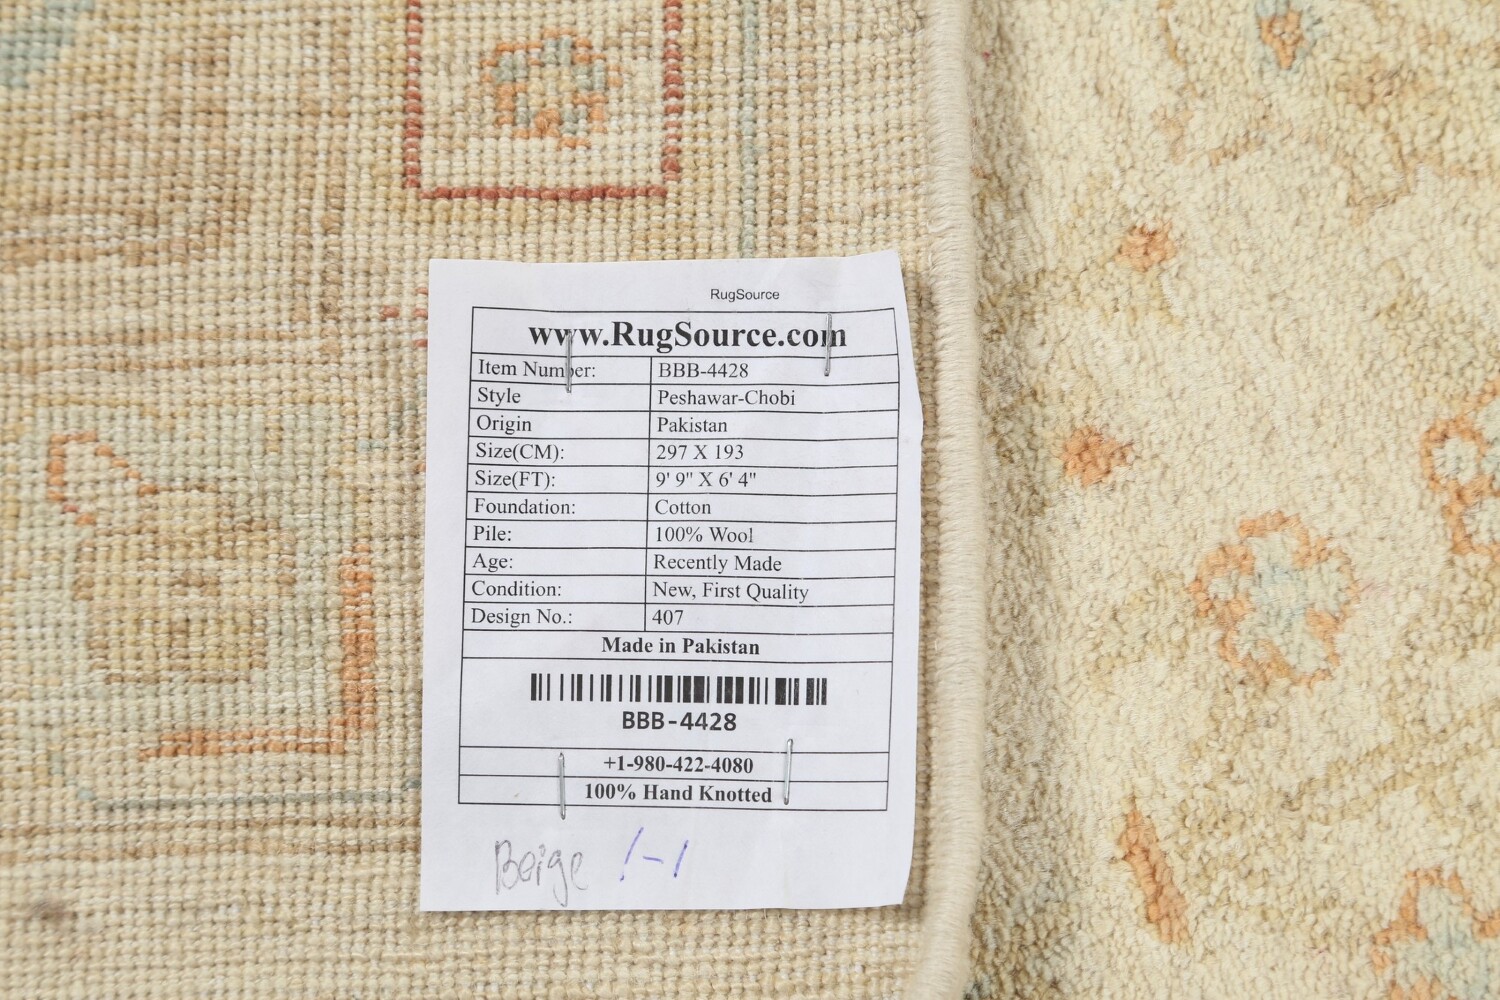 RugSource
www.RugSource.com
Item Number: BBB-4428
Style Peshawar-Chobi
Origin Pakistan
Size(CM): 297 X 193
Size(FT): 9' 9" X 6' 4"
Foundation: Cotton
Pile: 100% Wool
Age: Recently Made
Condition: New, First Quality
Design No.: 407
Made in Pakistan
BBB-4428
+1-980-422-4080
100% Hand Knotted
Beige 1-1